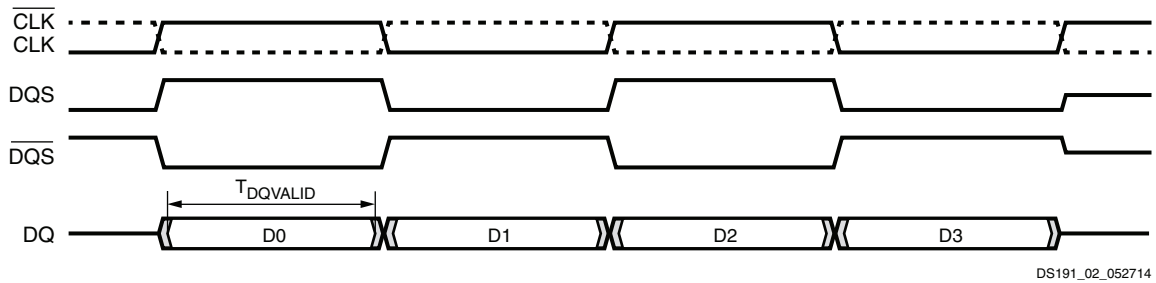 CLK
CLK
DQS
DQS
TDQVALID
DQ D0 D1 D2 D3
DS191_02_052714